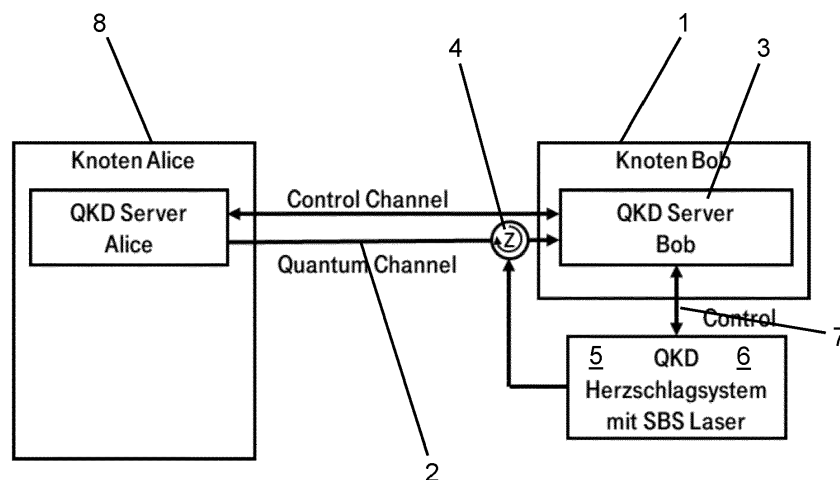 8
4
1
3
Knoten Alice
Knoten Bob
QKD Server
Alice
Control Channel
QKD Server
Bob
Z
Quantum Channel
Control
7
5 QKD 6
Herzschlagsystem
mit SBS Laser
2